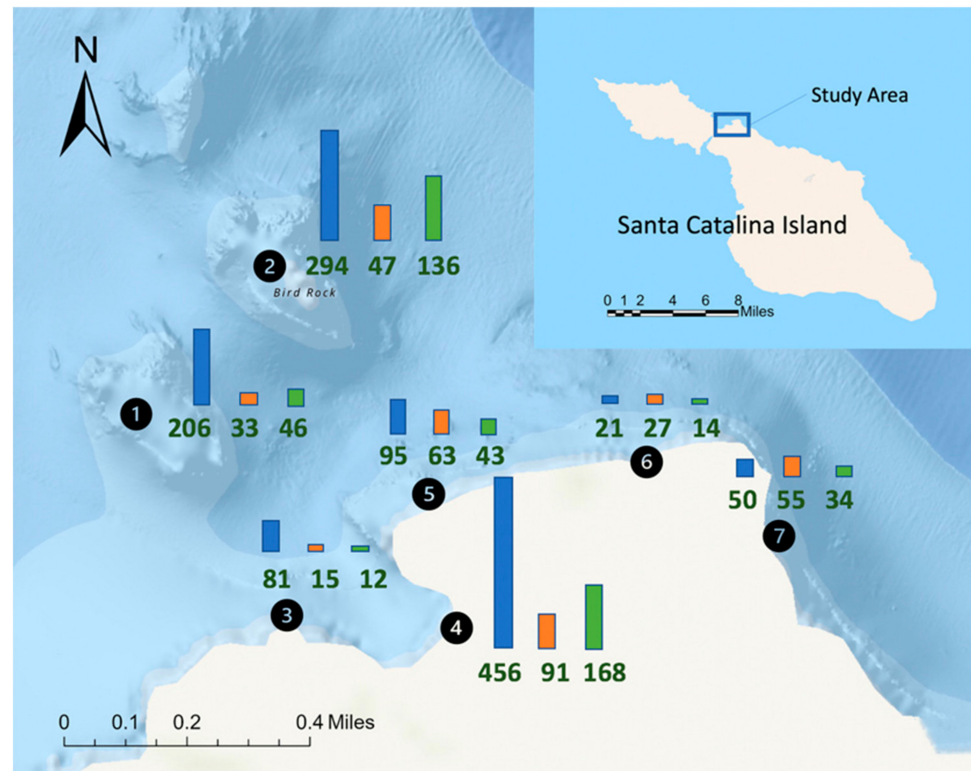 N
Study Area
Santa Catalina Island
0 1 2 4 6 8
Miles
294 47 136
2
Bird Rock
1
206 33 46
95 63 43
21 27 14
6
5
50 55 34
7
81 15 12
3
4
456 91 168
0 0.1 0.2 0.4 Miles